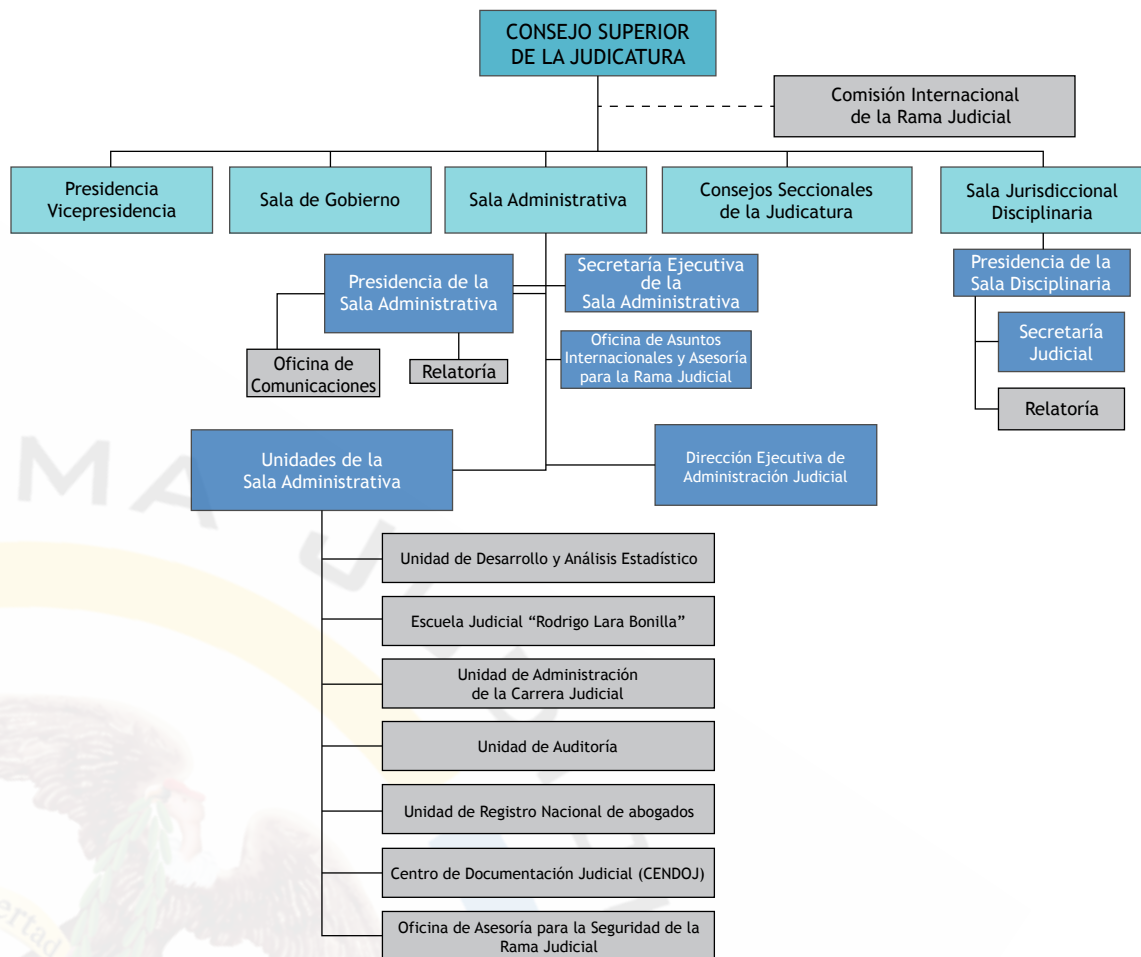 CONSEJO SUPERIOR
DE LA JUDICATURA
Comisión Internacional
de la Rama Judicial
Presidencia
Vicepresidencia
Sala de Gobierno
Sala Administrativa
Consejos Seccionales
de la Judicatura
Sala Jurisdiccional
Disciplinaria
Presidencia de la
Sala Administrativa
Secretaría Ejecutiva
de la
Sala Administrativa
Presidencia de la
Sala Disciplinaria
Oficina de
Comunicaciones
Relatoría
Oficina de Asuntos
Internacionales y Asesoría
para la Rama Judicial
Secretaría
Judicial
Relatoría
Unidades de la
Sala Administrativa
Dirección Ejecutiva de
Administración Judicial
Unidad de Desarrollo y Análisis Estadístico
Escuela Judicial “Rodrigo Lara Bonilla”
Unidad de Administración
de la Carrera Judicial
Unidad de Auditoría
Unidad de Registro Nacional de abogados
Centro de Documentación Judicial (CENDOJ)
Oficina de Asesoría para la Seguridad de la
Rama Judicial